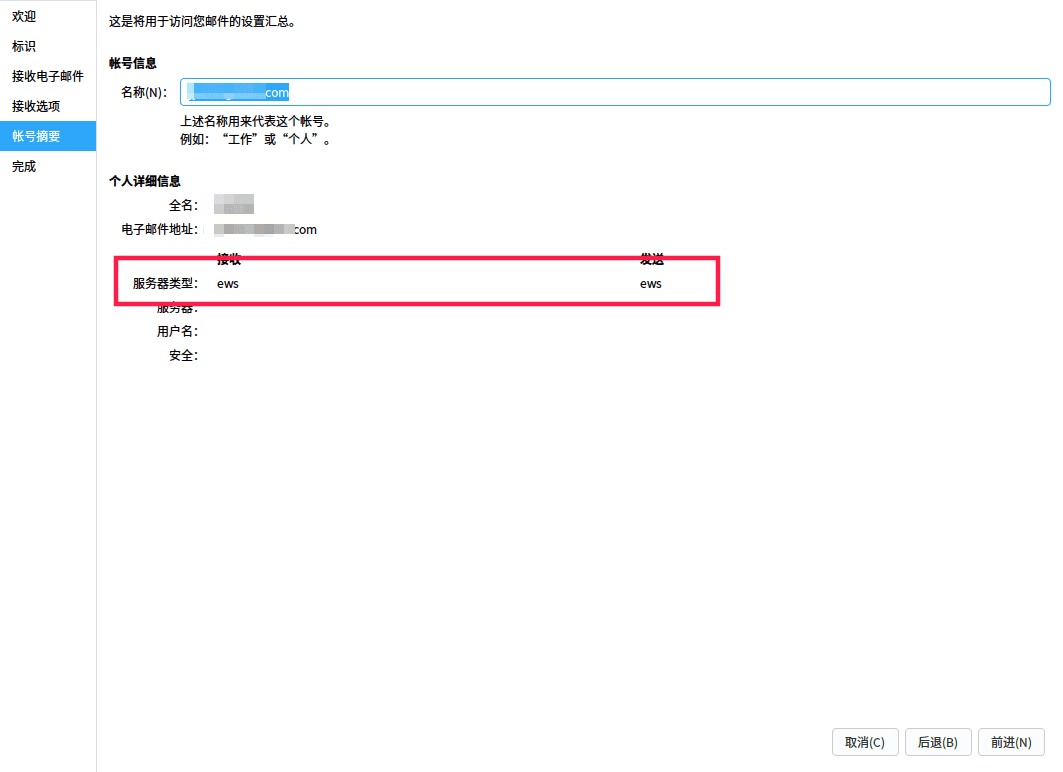 欢迎
标识
接收电子邮件
接收选项
帐号摘要
完成
这是将用于访问您邮件的设置汇总。
帐号信息
名称(N): com
上述名称用来代表这个帐号。
例如：“工作”或“个人”。
个人详细信息
全名:
电子邮件地址: com
接收 发送
服务器类型: ews ews
服务器:
用户名:
安全:
取消(C) 后退(B) 前进(N)